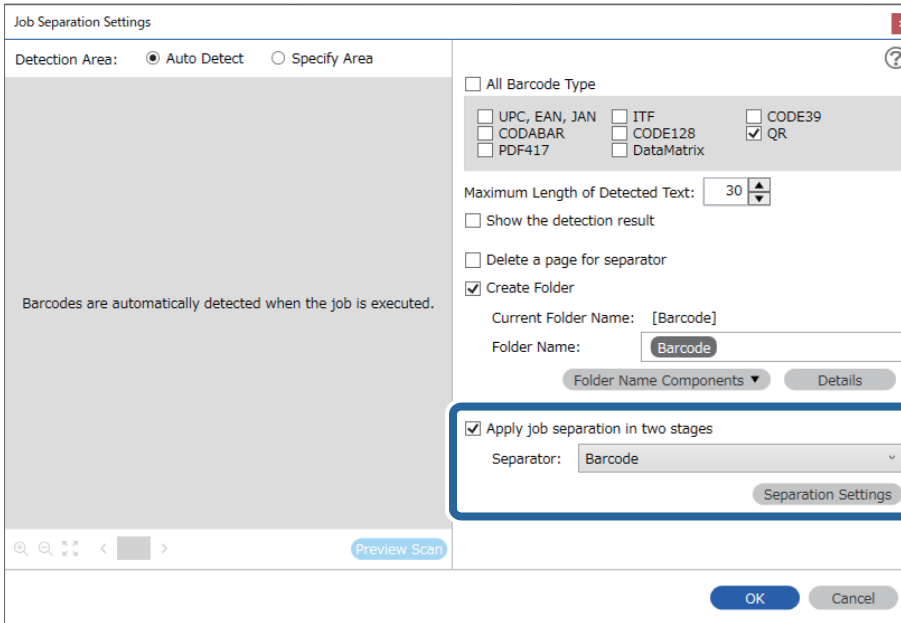 Job Separation Settings
Detection Area: Auto Detect Specify Area
All Barcode Type
UPC, EAN, JAN ITF CODE39
CODABAR CODE128 QR
PDF417 DataMatrix
Maximum Length of Detected Text: 30
Show the detection result
Delete a page for separator
Create Folder
Current Folder Name: [Barcode]
Folder Name: Barcode
Folder Name Components Details
Barcodes are automatically detected when the job is executed.
Apply job separation in two stages
Separator: Barcode
Separation Settings
Preview Scan
OK Cancel